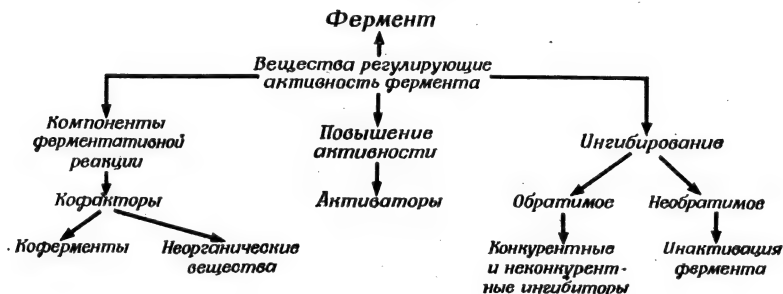 Фермент
Вещества регулирующие
активность фермента
Компоненты
ферментативной
реакции
Повышение
активности
Ингибирование
Кофакторы
Активаторы
Обратимое
Необратимое
Коферменты
Неорганические
вещества
Конкурентные
и неконкурент-
ные ингибиторы
Инактивация
фермента